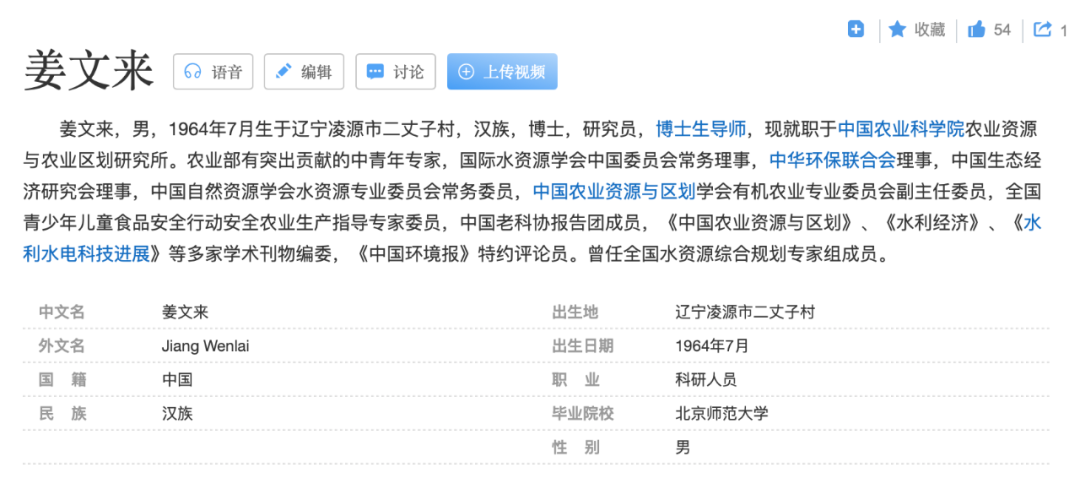 收藏 54 1
姜文来 语音 编辑 讨论 上传视频
姜文来，男，1964年7月生于辽宁凌源市二丈子村，汉族，博士，研究员，博士生导师，现就职于中国农业科学院农业资源
与农业区划研究所。农业部有突出贡献的中青年专家，国际水资源学会中国委员会常务理事，中华环保联合会理事，中国生态经
济研究会理事，中国自然资源学会水资源专业委员会常务委员，中国农业资源与区划学会有机农业专业委员会副主任委员，全国
青少年儿童食品安全行动安全农业生产指导专家委员，中国老科协报告团成员，《中国农业资源与区划》、《水利经济》、《水
利水电科技进展》等多家学术刊物编委，《中国环境报》特约评论员。曾任全国水资源综合规划专家组成员。
中文名 姜文来 出生地 辽宁凌源市二丈子村
外文名 Jiang Wenlai 出生日期 1964年7月
国 籍 中国 职 业 科研人员
民 族 汉族 毕业院校 北京师范大学
性 别 男